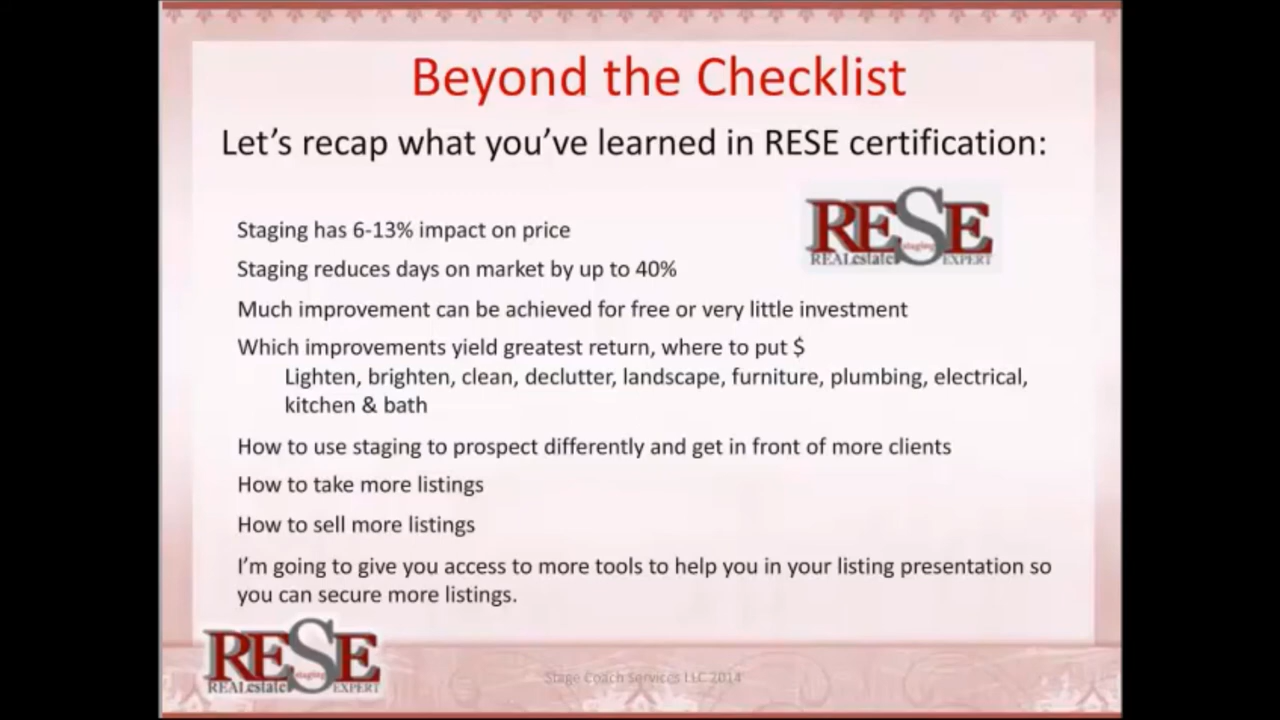 Beyond the Checklist
Let's recap what you've learned in RESE certification:
RESE
REALestate staging EXPERT
Staging has 6-13% impact on price
Staging reduces days on market by up to 40%
Much improvement can be achieved for free or very little investment
Which improvements yield greatest return, where to put $
Lighten, brighten, clean, declutter, landscape, furniture, plumbing, electrical,
kitchen & bath
How to use staging to prospect differently and get in front of more clients
How to take more listings
How to sell more listings
I'm going to give you access to more tools to help you in your listing presentation so
you can secure more listings.
RESE
REALestate staging EXPERT
Stage Coach Services LLC 2014